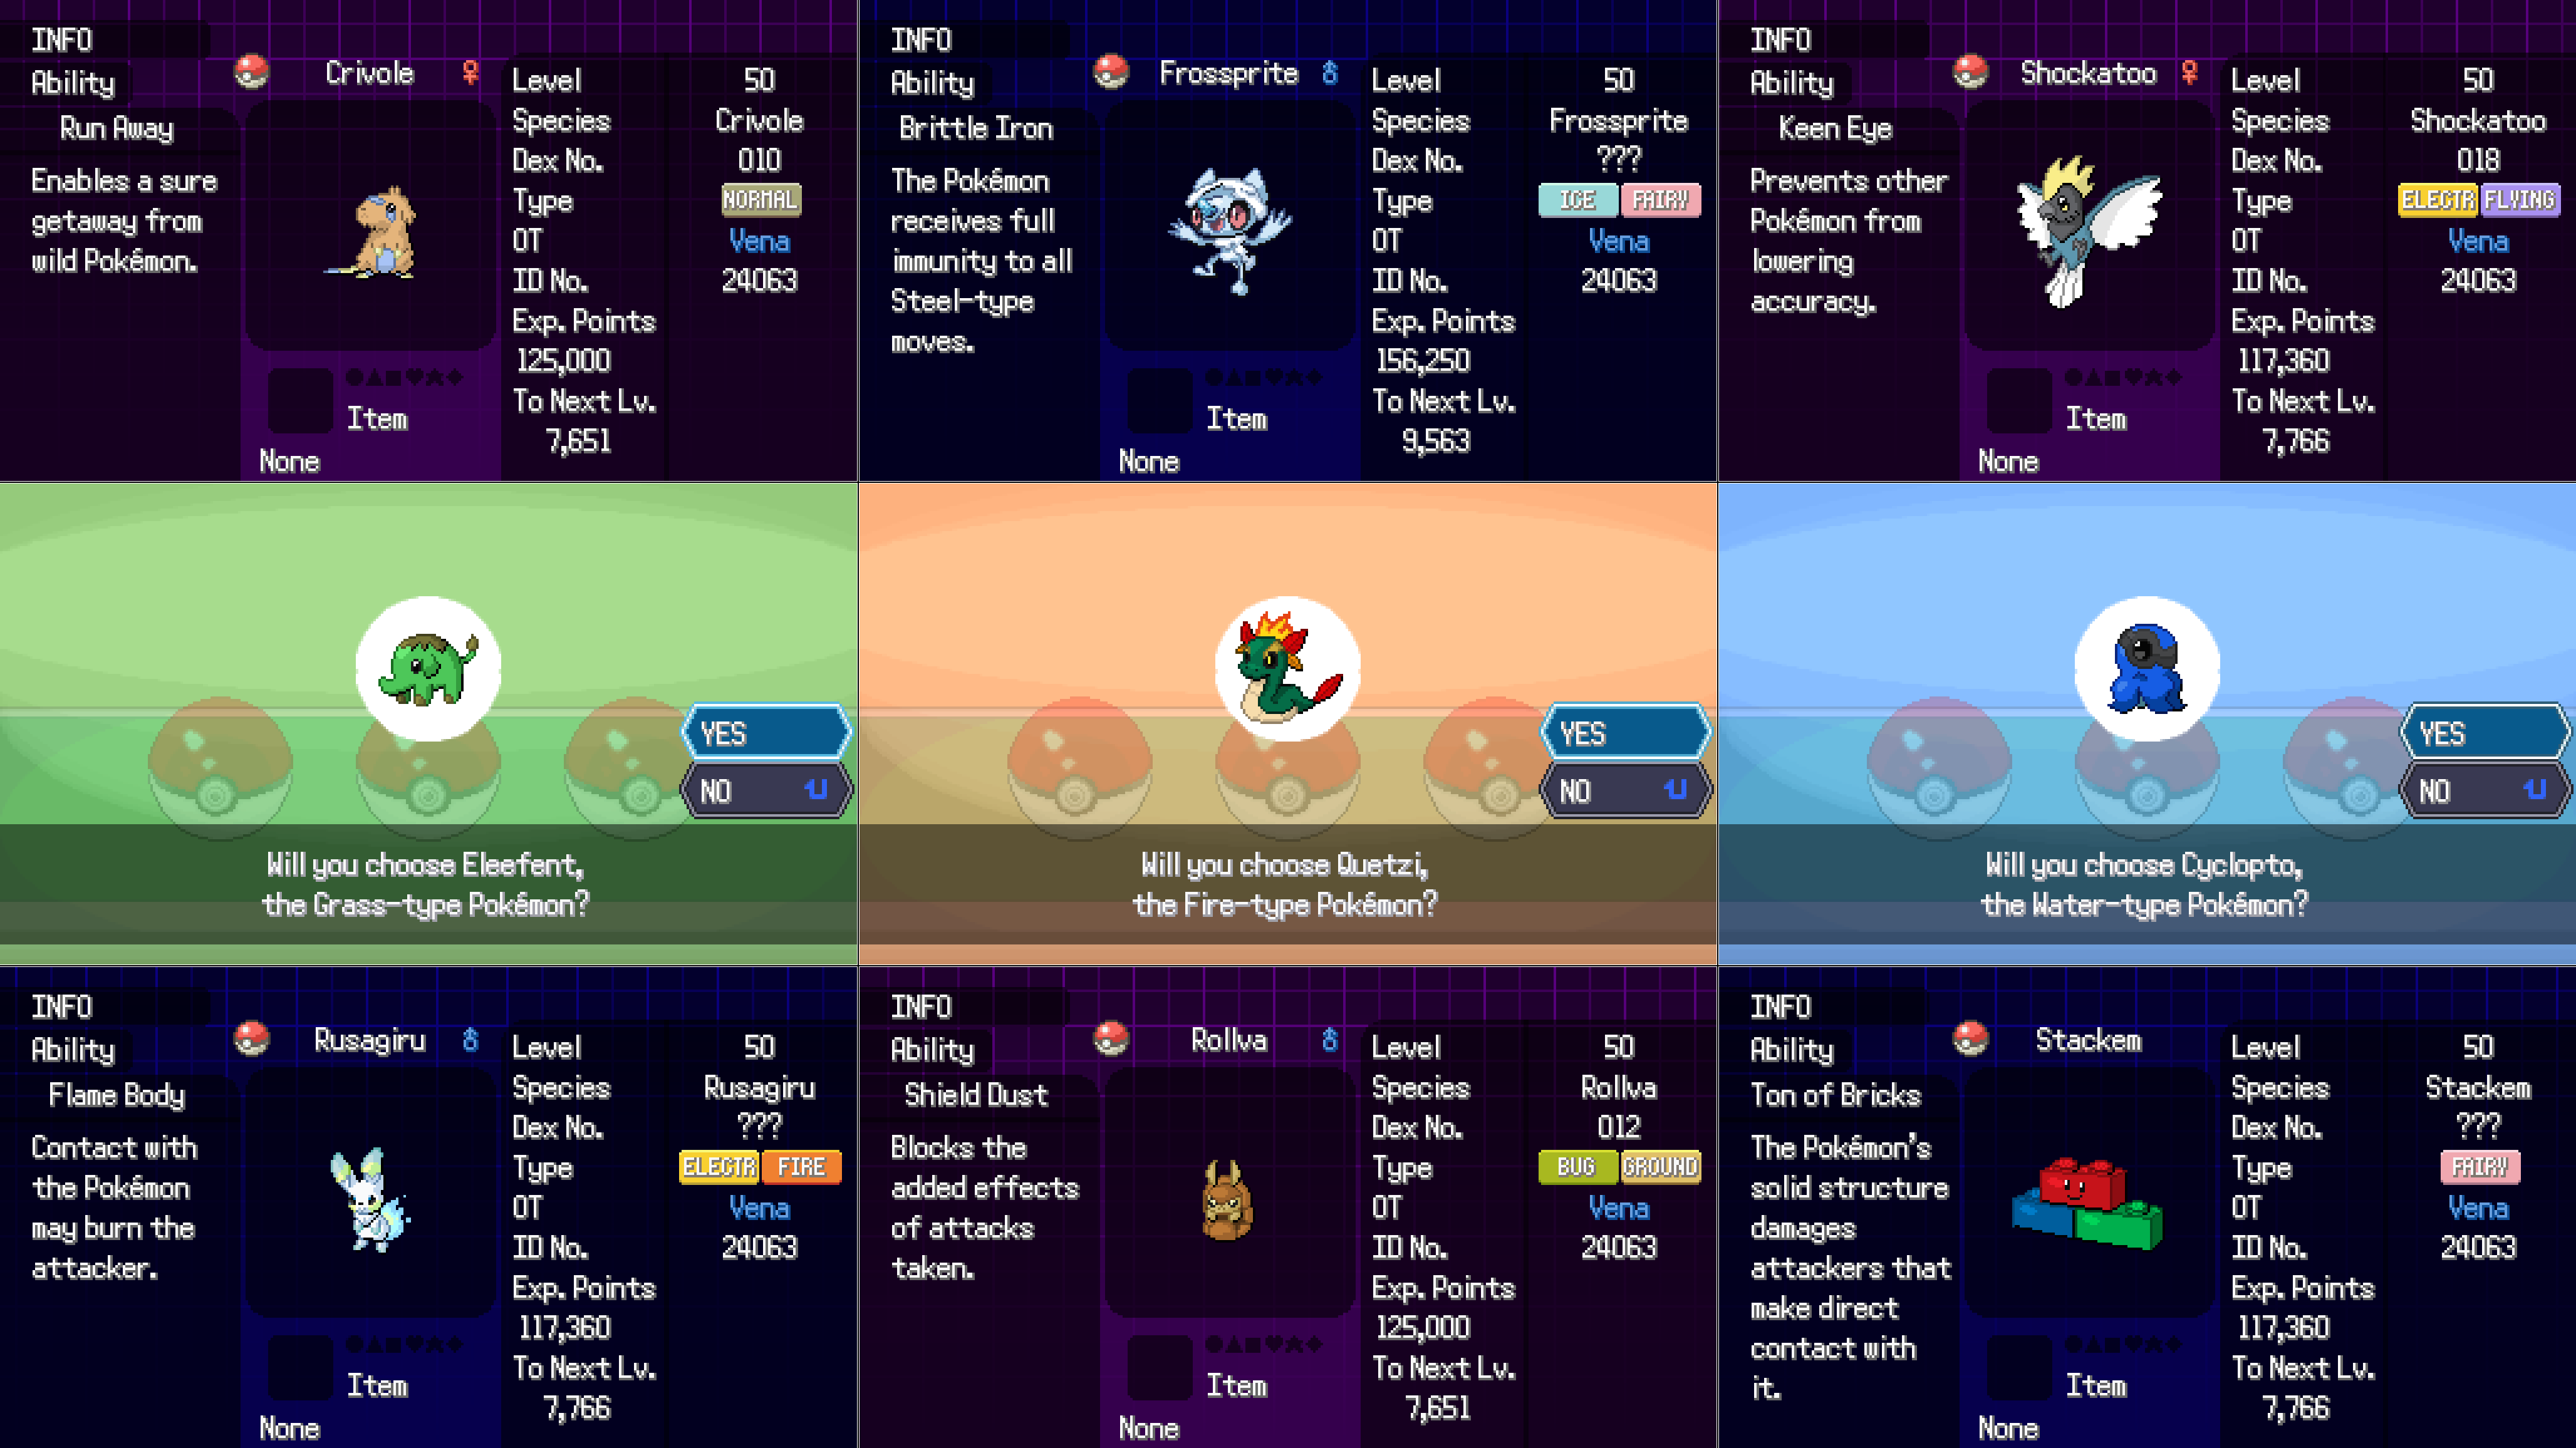 INFO
Ability
Run Away
Enables a sure
getaway from
wild Pokémon.
Crivole ♀
Item
None
Level 50
Species Crivole
Dex No. 010
Type NORMAL
OT Vena
ID No. 24063
Exp. Points
125,000
To Next Lv.
7,651
INFO
Ability
Brittle Iron
The Pokémon
receives full
immunity to all
Steel-type
moves.
Frossprite ♂
Item
None
Level 50
Species Frossprite
Dex No. ???
Type ICE FAIRY
OT Vena
ID No. 24063
Exp. Points
156,250
To Next Lv.
9,563
INFO
Ability
Keen Eye
Prevents other
Pokémon from
lowering
accuracy.
Shockatoo ♀
Item
None
Level 50
Species Shockatoo
Dex No. 018
Type ELECTR FLYING
OT Vena
ID No. 24063
Exp. Points
117,360
To Next Lv.
7,766
YES
NO
Will you choose Eleefent,
the Grass-type Pokémon?
YES
NO
Will you choose Quetzi,
the Fire-type Pokémon?
YES
NO
Will you choose Cyclopto,
the Water-type Pokémon?
INFO
Ability
Flame Body
Contact with
the Pokémon
may burn the
attacker.
Rusagiru ♂
Item
None
Level 50
Species Rusagiru
Dex No. ???
Type ELECTR FIRE
OT Vena
ID No. 24063
Exp. Points
117,360
To Next Lv.
7,766
INFO
Ability
Shield Dust
Blocks the
added effects
of attacks
taken.
Rollva ♂
Item
None
Level 50
Species Rollva
Dex No. 012
Type BUG GROUND
OT Vena
ID No. 24063
Exp. Points
125,000
To Next Lv.
7,651
INFO
Ability
Ton of Bricks
The Pokémon's
solid structure
damages
attackers that
make direct
contact with
it.
Stackem
Item
None
Level 50
Species Stackem
Dex No. ???
Type FAIRY
OT Vena
ID No. 24063
Exp. Points
117,360
To Next Lv.
7,766